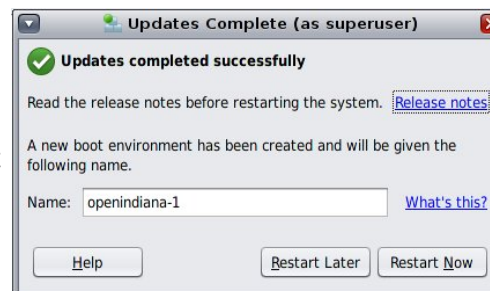 Updates Complete (as superuser)
Updates completed successfully
Read the release notes before restarting the system. Release notes
A new boot environment has been created and will be given the
following name.
Name: openindiana-1 What's this?
Help Restart Later Restart Now